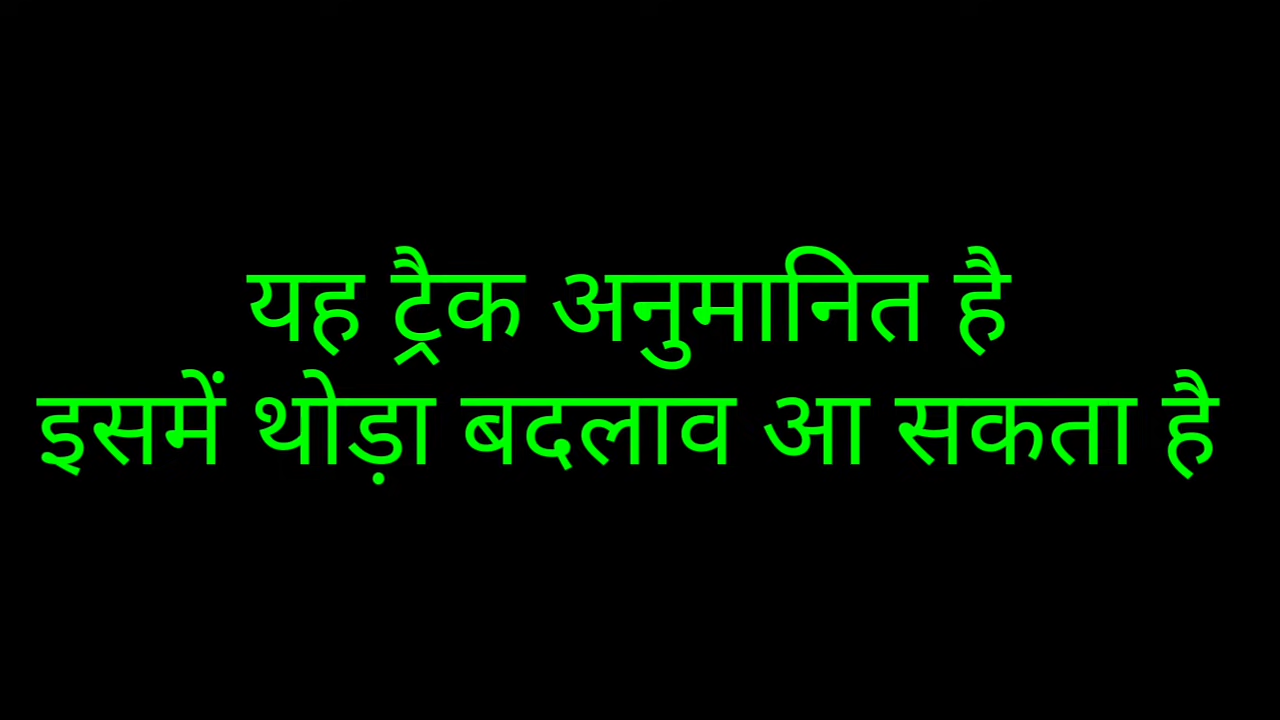 यह ट्रैक अनुमानित है
इसमें थोड़ा बदलाव आ सकता है